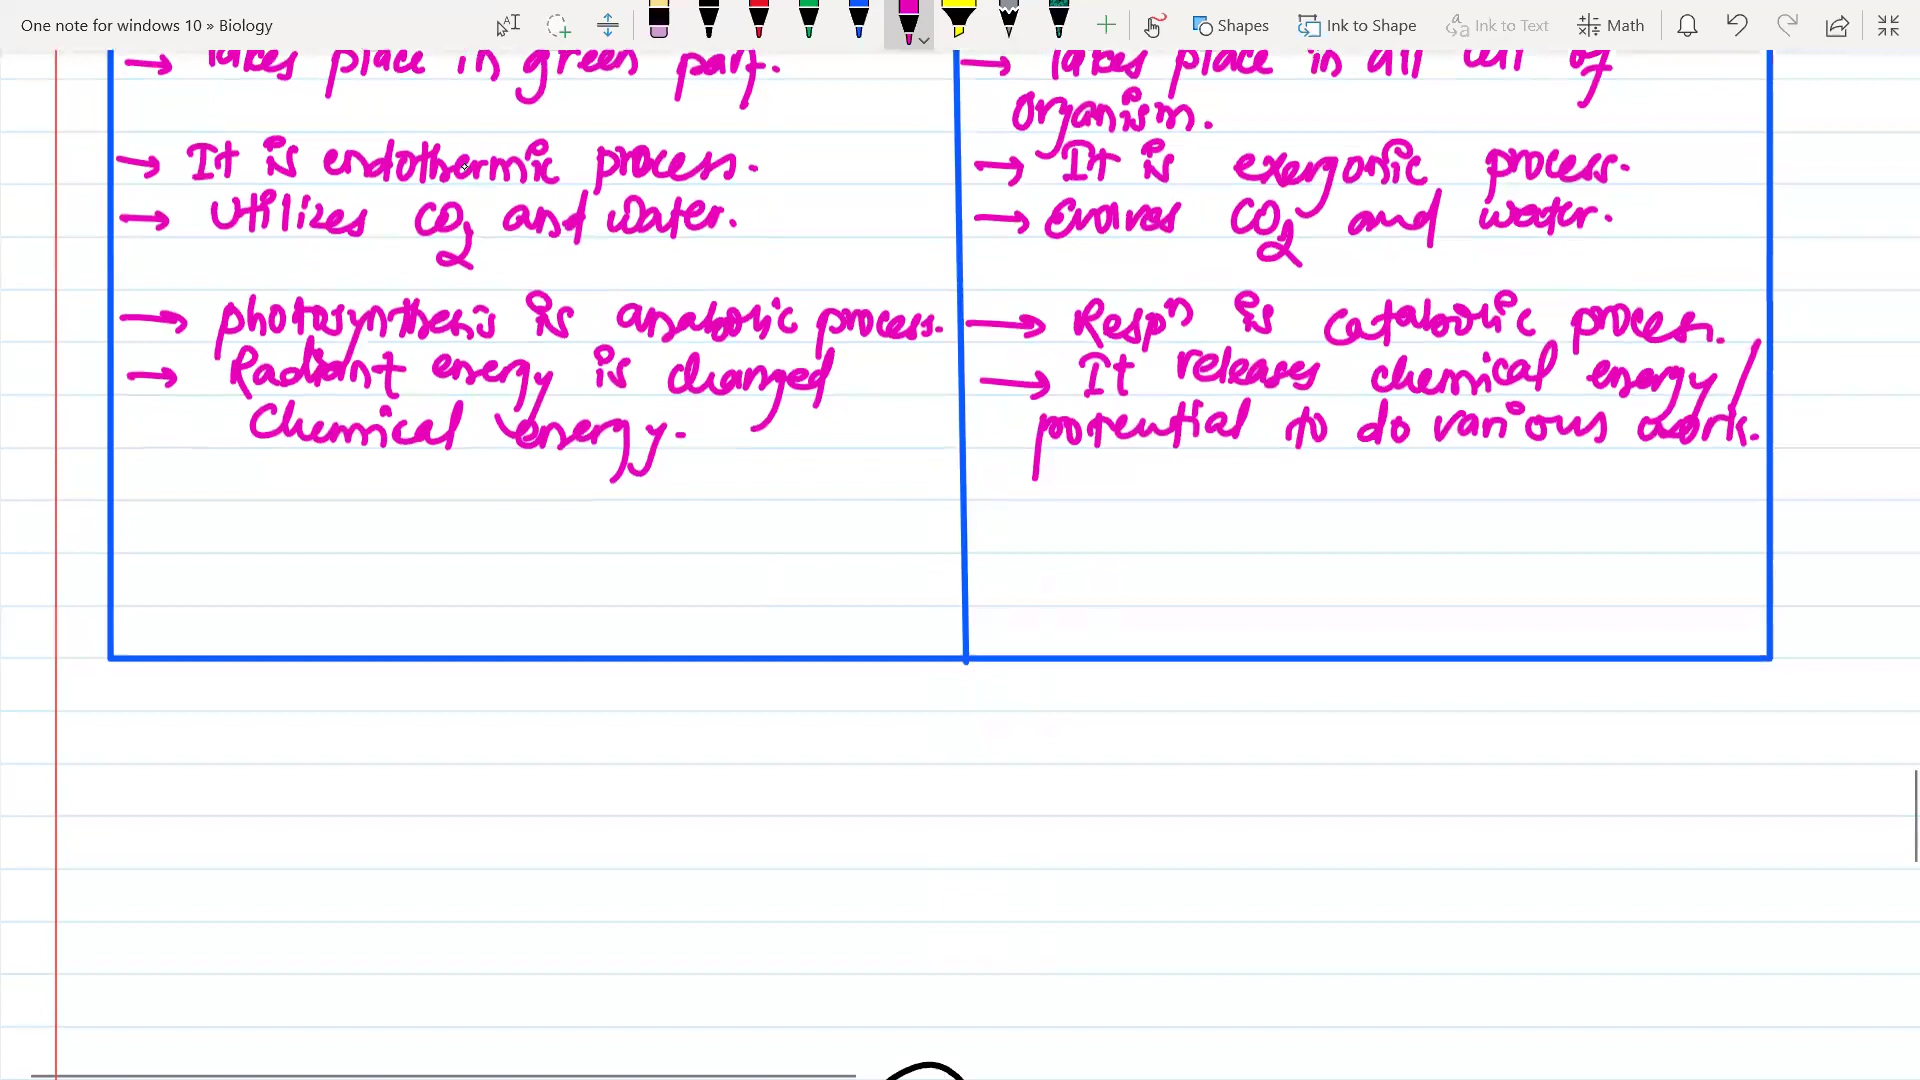 One note for windows 10 » Biology
Shapes
Ink to Shape
Ink to Text
Math
→ Takes place in green part.
→ Takes place in all cell of
organism.
→ It is endothermic process.
→ It is exergonic process.
→ Utilizes CO2 and water.
→ Evolves CO2 and water.
→ photosynthesis is anabolic process.
→ Respn is catabolic process.
→ Radiant energy is changed
chemical energy.
→ It releases chemical energy/
potential to do various work.